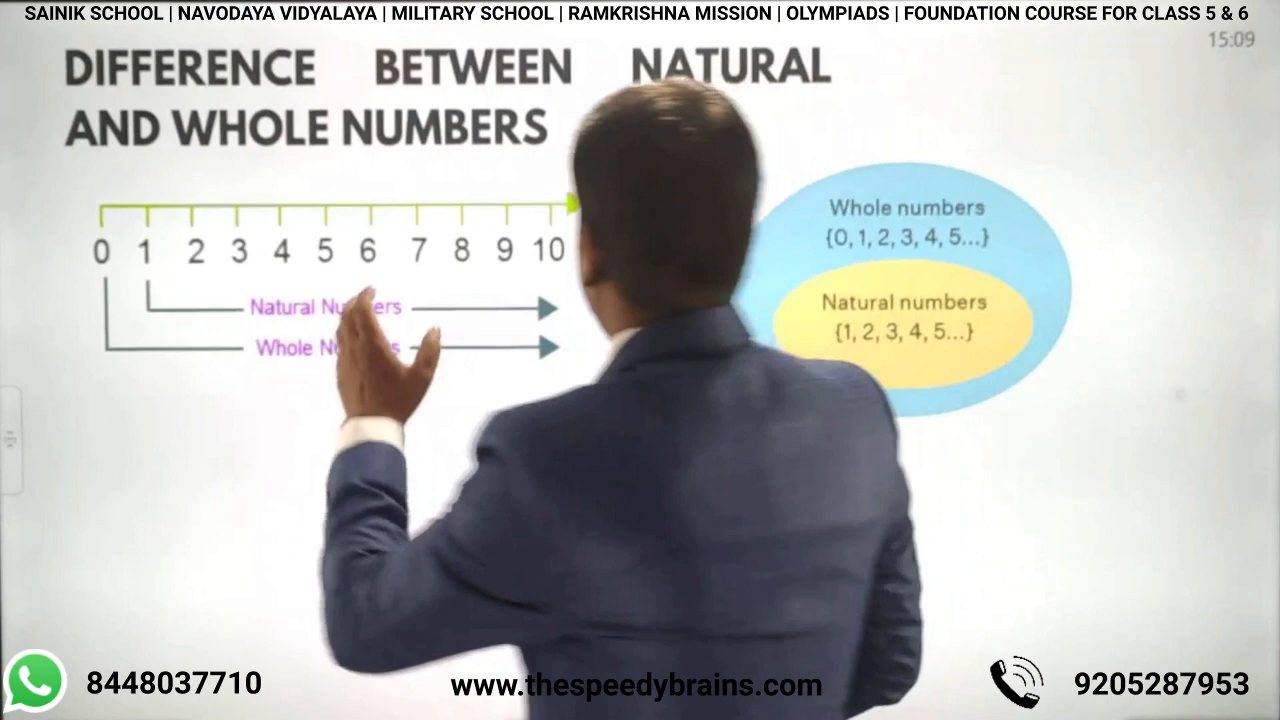 SAINIK SCHOOL | NAVODAYA VIDYALAYA | MILITARY SCHOOL | RAMKRISHNA MISSION | OLYMPIADS | FOUNDATION COURSE FOR CLASS 5 & 6
15:09
DIFFERENCE BETWEEN NATURAL
AND WHOLE NUMBERS
0 1 2 3 4 5 6 7 8 9 10
Natural
Whole
Whole numbers
{0, 1, 2, 3, 4, 5...}
Natural numbers
{1, 2, 3, 4, 5...}
8448037710
www.thespeedybrains.com
9205287953